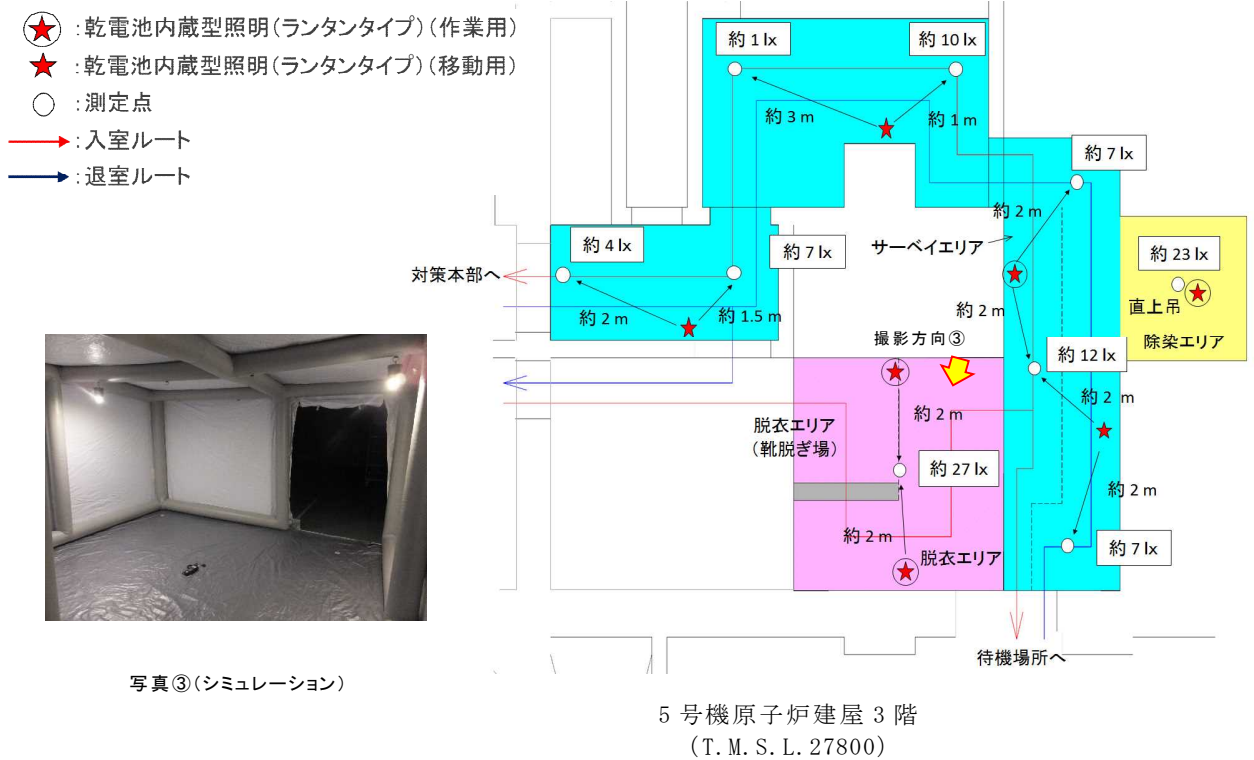 :乾電池内蔵型照明(ランタンタイプ)(作業用)
:乾電池内蔵型照明(ランタンタイプ)(移動用)
:測定点
:入室ルート
:退室ルート
約 1 lx
約 10 lx
約 3 m
約 1 m
約 7 lx
約 2 m
サーベイエリア
約 4 lx
約 7 lx
対策本部へ
約 2 m
約 1.5 m
約 23 lx
直上吊
除染エリア
約 2 m
撮影方向③
約 12 lx
約 2 m
約 2 m
脱衣エリア
(靴脱ぎ場)
約 27 lx
約 2 m
約 2 m
脱衣エリア
約 7 lx
待機場所へ
写真③(シミュレーション)
5 号機原子炉建屋 3 階
(T.M.S.L.27800)